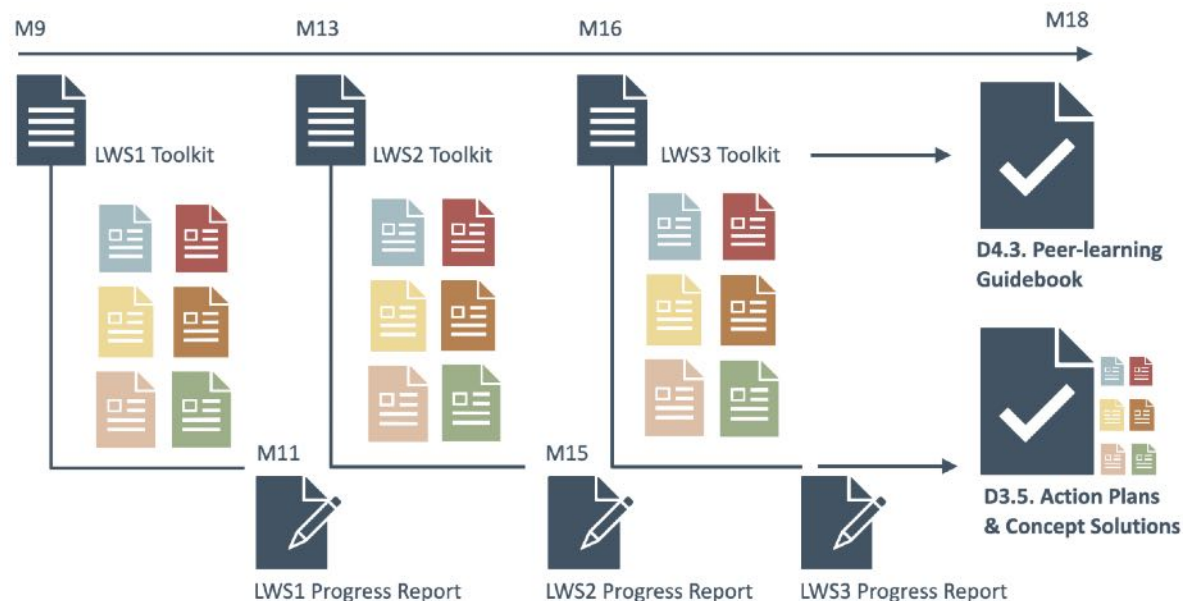 M9
M13
M16
M18
LWS1 Toolkit
LWS2 Toolkit
LWS3 Toolkit
D4.3. Peer-learning
Guidebook
M11
M15
D3.5. Action Plans
& Concept Solutions
LWS1 Progress Report
LWS2 Progress Report
LWS3 Progress Report